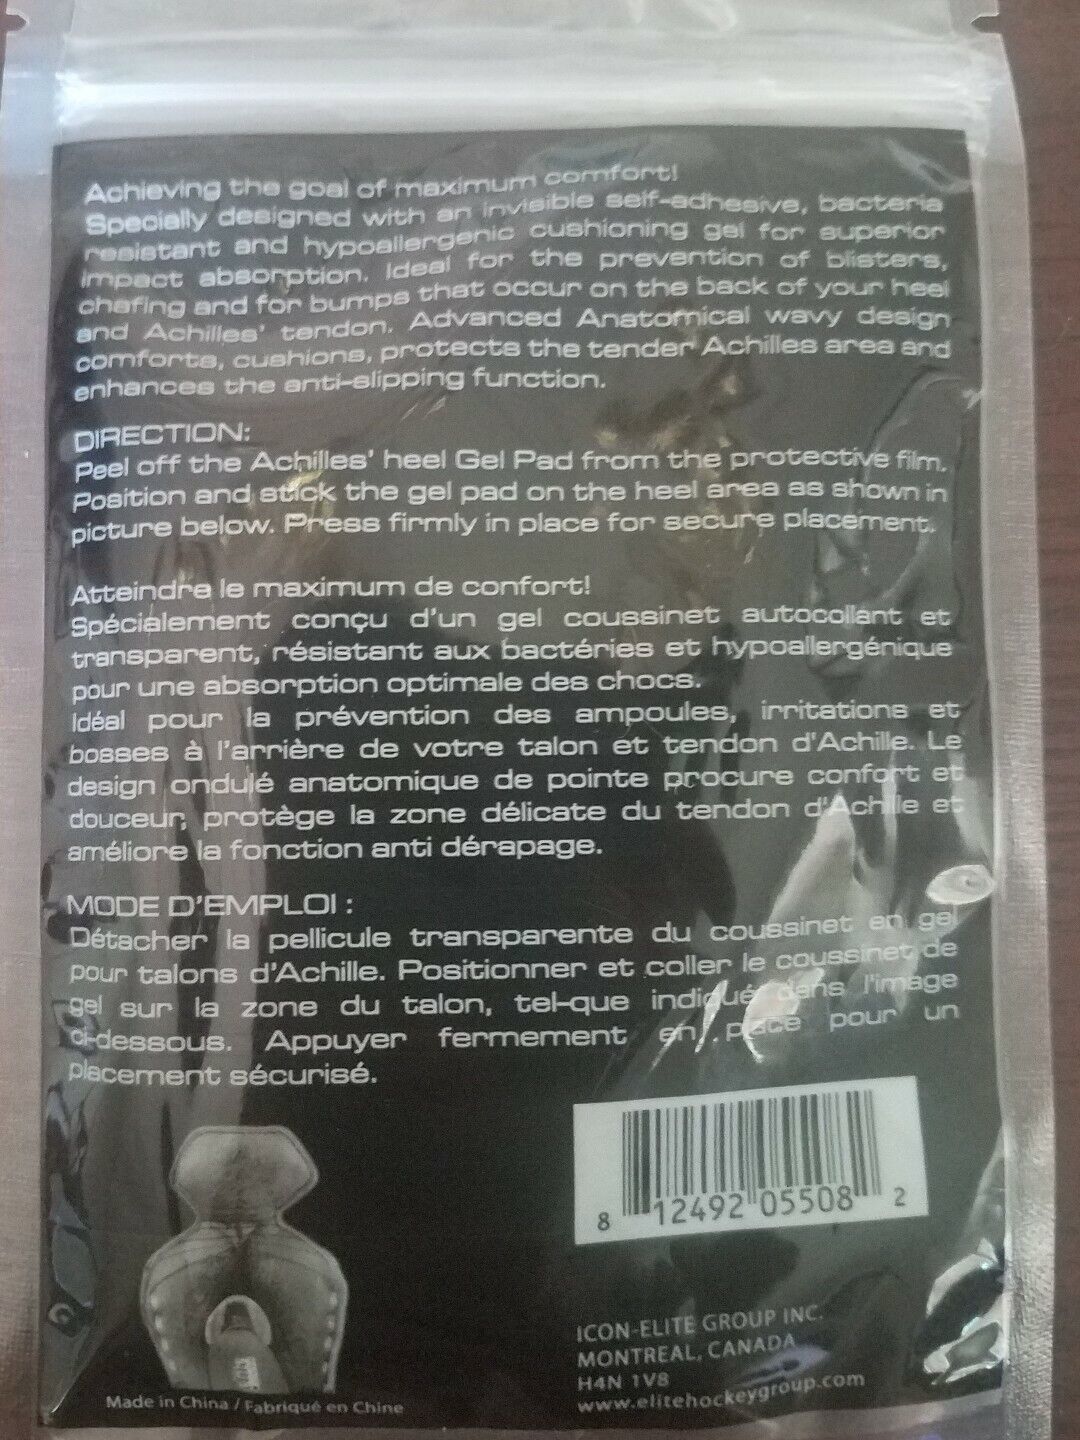 Achieving the goal of maximum comfort!
Specially designed with an invisible self-adhesive, bacteria
resistant and hypoallergenic cushioning gel for superior
impact absorption. Ideal for the prevention of blisters,
chafing and for bumps that occur on the back of your heel
and Achilles' tendon. Advanced Anatomical wavy design
comforts, cushions, protects the tender Achilles area and
enhances the anti-slipping function.
DIRECTION:
Peel off the Achilles' heel Gel Pad from the protective film.
Position and stick the gel pad on the heel area as shown in
picture below. Press firmly in place for secure placement.
Atteindre le maximum de confort!
Spécialement conçu d'un gel coussinet autocollant et
transparent, résistant aux bactéries et hypoallergénique
pour une absorption optimale des chocs.
Idéal pour la prévention des ampoules, irritations et
bosses à l'arrière de votre talon et tendon d'Achille. Le
design ondulé anatomique de pointe procure confort et
douceur, protège la zone délicate du tendon d'Achille et
améliore la fonction anti dérapage.
MODE D'EMPLOI :
Détacher la pellicule transparente du coussinet en gel
pour talons d'Achille. Positionner et coller le coussinet de
gel sur la zone du talon, tel-que indiqué dans l'image
ci-dessous. Appuyer fermement en place pour un
placement sécurisé.
8 12492 05508 2
ICON-ELITE GROUP INC.
MONTREAL, CANADA
H4N 1V8
www.elitehockeygroup.com
Made in China / Fabriqué en Chine